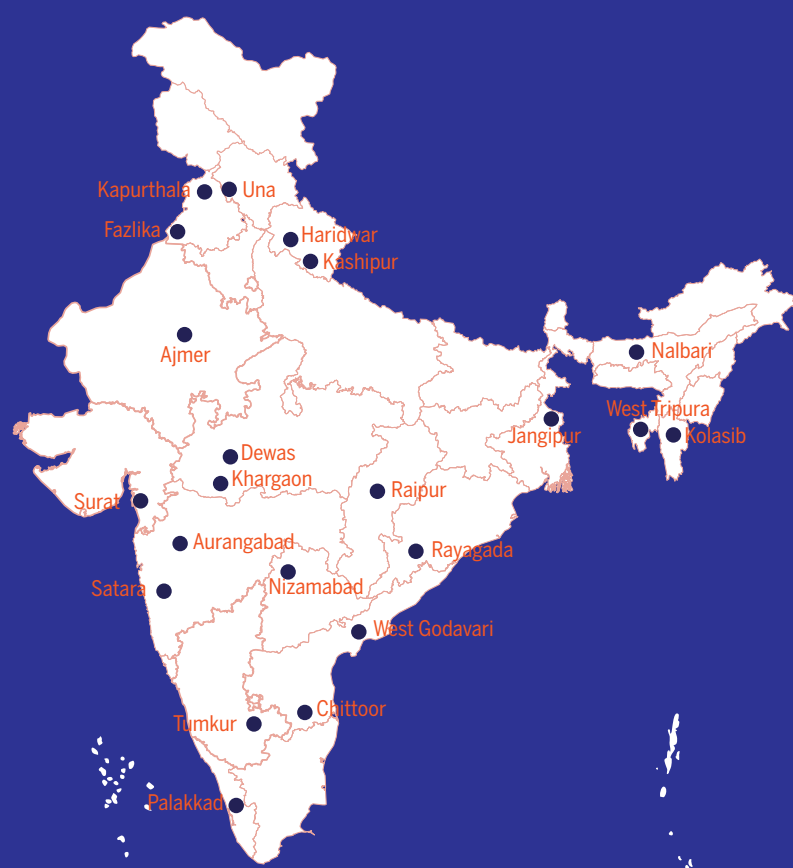 Kapurthala
Una
Fazlika
Haridwar
Kashipur
Ajmer
Nalbari
West Tripura
Jangipur
Kolasib
Dewas
Khargaon
Surat
Raipur
Aurangabad
Rayagada
Nizamabad
Satara
West Godavari
Chittoor
Tumkur
Palakkad